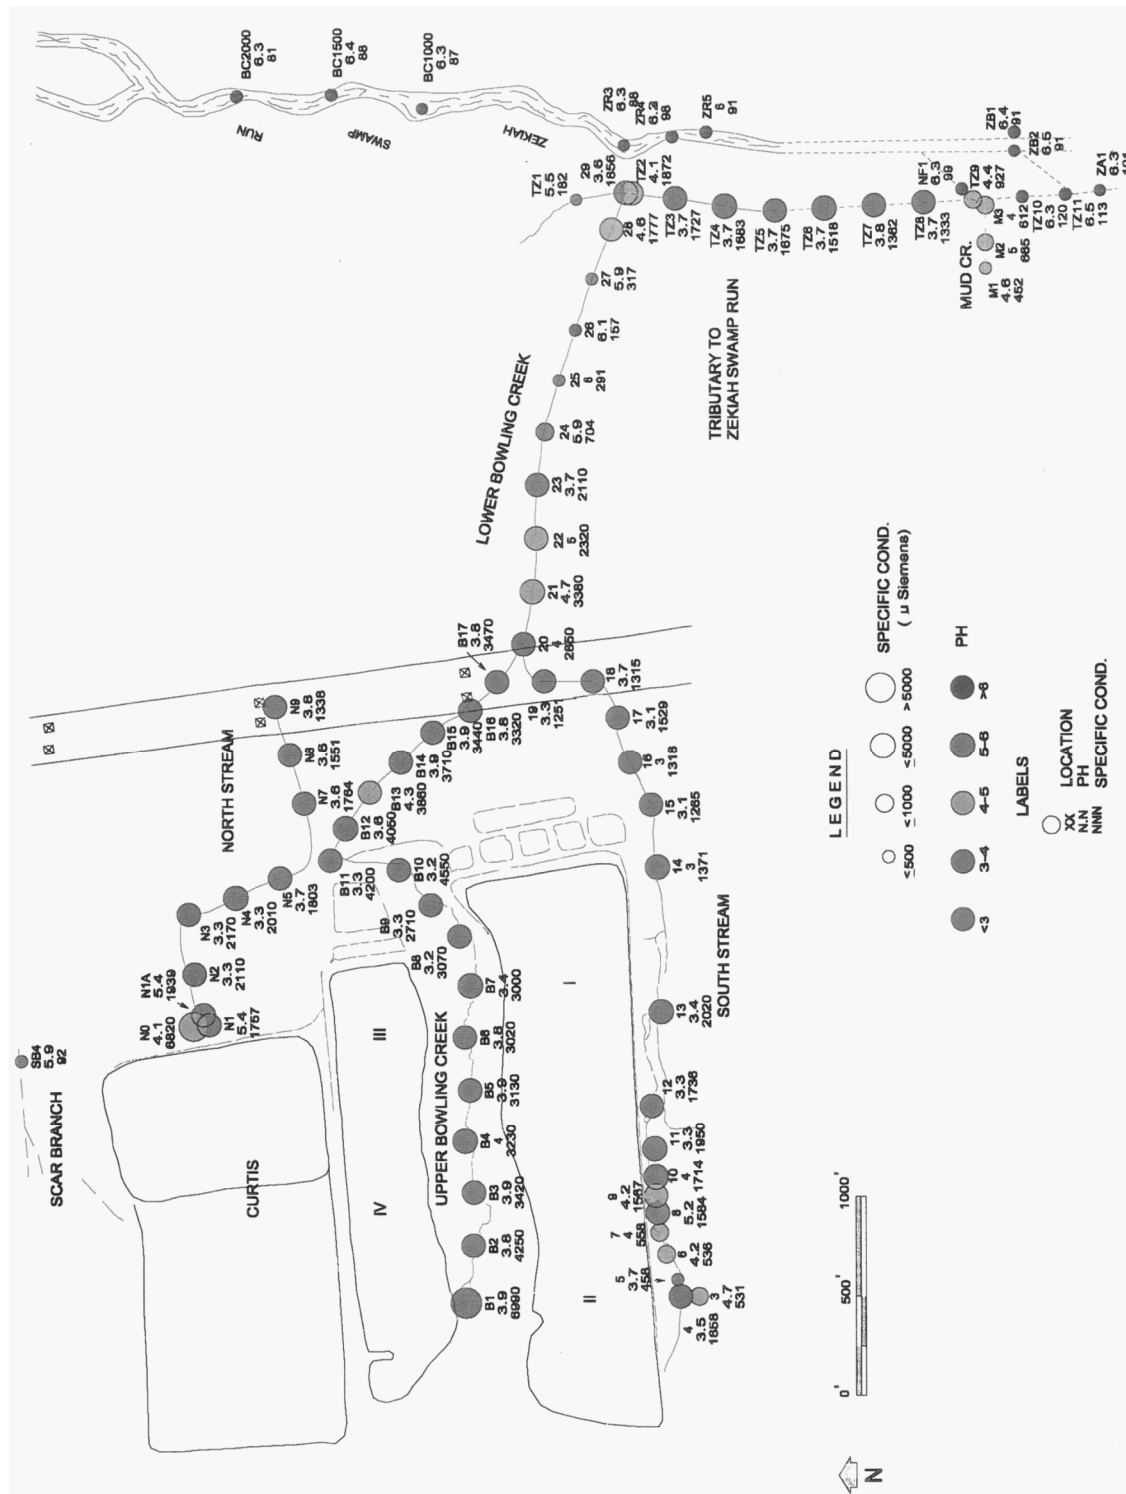 BC2000
6.3
81
BC1500
6.4
88
BC1000
6.3
87
RUN
SWAMP
ZEKIAH
ZR3
6.3
88
ZR4
6.2
98
ZR5
6
91
ZB1
6.4
91
ZB2
6.5
91
ZA1
6.3
TZ1
5.5
182
29
3.6
1856
TZ2
4.1
1872
28
4.6
1777
TZ3
3.7
1727
TZ4
3.7
1683
TZ5
3.7
1675
TZ6
3.7
1518
TZ7
3.8
1362
TZ8
3.7
1333
NF1
6.3
99
TZ9
4.4
927
M3
4
612
TZ10
6.3
120
TZ11
6.5
113
M2
5
665
M1
4.6
452
MUD CR.
27
5.9
317
26
6.1
157
25
6
291
24
5.9
704
23
3.7
2110
22
5
2320
21
4.7
3380
LOWER BOWLING CREEK
TRIBUTARY TO
ZEKIAH SWAMP RUN
B17
3.8
3470
20
4
2850
19
3.3
1251
18
3.7
1315
17
3.1
1529
16
3
1318
15
3.1
1265
14
3
1371
13
3.4
2020
12
3.3
1736
11
3.3
1950
10
4
1714
9
4.2
1567
8
5.2
1584
7
4
558
6
4.2
536
5
3.7
458
4
3.5
1858
3
4.7
531
SOUTH STREAM
NORTH STREAM
N9
3.8
1338
N8
3.6
1551
N7
3.6
1764
N5
3.7
1803
N4
3.3
2010
N3
3.3
2170
N2
3.3
2110
N1A
5.4
1939
N0
4.1
6820
N1
5.4
1757
B16
3.8
3320
B15
3.9
3440
B14
3.9
3710
B13
4.3
3860
B12
3.6
4050
B11
3.3
4200
B10
3.2
4550
B9
3.3
2710
B8
3.2
3070
B7
3.4
3000
B6
3.8
3020
B5
3.9
3130
B4
4
3230
B3
3.9
3420
B2
3.8
4250
B1
3.9
6990
UPPER BOWLING CREEK
SB4
5.9
92
SCAR BRANCH
CURTIS
III
IV
I
II
LEGEND
SPECIFIC COND.
( μ Siemens)
≤500
≤1000
≤5000
>5000
PH
<3
3-4
4-5
5-6
>6
LABELS
XX
N.N
NNN
LOCATION
PH
SPECIFIC COND.
0'
500'
1000'
N